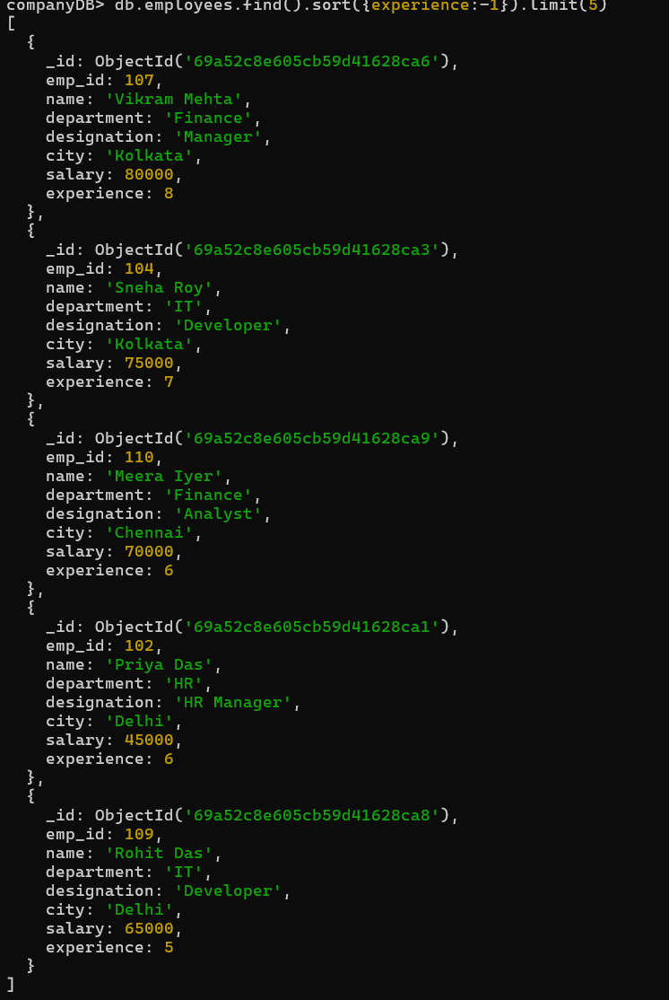 companyDB> db.employees.find().sort({experience:-1}).limit(5)
[
  {
    _id: ObjectId('69a52c8e605cb59d41628ca6'),
    emp_id: 107,
    name: 'Vikram Mehta',
    department: 'Finance',
    designation: 'Manager',
    city: 'Kolkata',
    salary: 80000,
    experience: 8
  },
  {
    _id: ObjectId('69a52c8e605cb59d41628ca3'),
    emp_id: 104,
    name: 'Sneha Roy',
    department: 'IT',
    designation: 'Developer',
    city: 'Kolkata',
    salary: 75000,
    experience: 7
  },
  {
    _id: ObjectId('69a52c8e605cb59d41628ca9'),
    emp_id: 110,
    name: 'Meera Iyer',
    department: 'Finance',
    designation: 'Analyst',
    city: 'Chennai',
    salary: 70000,
    experience: 6
  },
  {
    _id: ObjectId('69a52c8e605cb59d41628ca1'),
    emp_id: 102,
    name: 'Priya Das',
    department: 'HR',
    designation: 'HR Manager',
    city: 'Delhi',
    salary: 45000,
    experience: 6
  },
  {
    _id: ObjectId('69a52c8e605cb59d41628ca8'),
    emp_id: 109,
    name: 'Rohit Das',
    department: 'IT',
    designation: 'Developer',
    city: 'Delhi',
    salary: 65000,
    experience: 5
  }
]